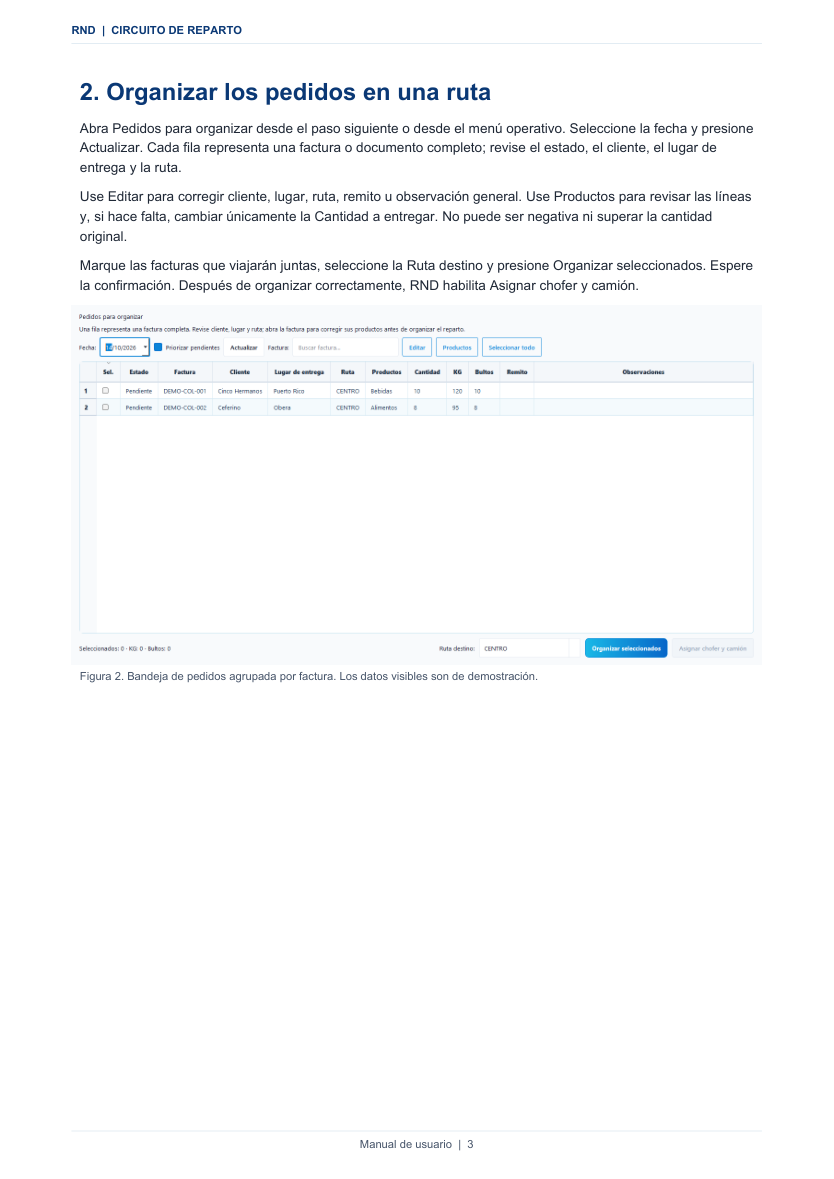 RND | CIRCUITO DE REPARTO
2. Organizar los pedidos en una ruta
Abra Pedidos para organizar desde el paso siguiente o desde el menú operativo. Seleccione la fecha y presione
Actualizar. Cada fila representa una factura o documento completo; revise el estado, el cliente, el lugar de
entrega y la ruta.
Use Editar para corregir cliente, lugar, ruta, remito u observación general. Use Productos para revisar las líneas
y, si hace falta, cambiar únicamente la Cantidad a entregar. No puede ser negativa ni superar la cantidad
original.
Marque las facturas que viajarán juntas, seleccione la Ruta destino y presione Organizar seleccionados. Espere
la confirmación. Después de organizar correctamente, RND habilita Asignar chofer y camión.
Pedidos para organizar
Una fila representa una factura completa. Revise cliente, lugar y ruta; abra la factura para corregir sus productos antes de organizar el reparto.
Fecha: /10/2026 Priorizar pendientes Actualizar Factura: Buscar factura... Editar Productos Seleccionar todo
Sel. Estado Factura Cliente Lugar de entrega Ruta Productos Cantidad KG Bultos Remito Observaciones
1 Pendiente DEMO-COL-001 Cinco Hermanos Puerto Rico CENTRO Bebidas 10 120 10
2 Pendiente DEMO-COL-002 Ceferino Obera CENTRO Alimentos 8 95 8
Seleccionados: 0 - KG: 0 - Bultos: 0 Ruta destino: CENTRO Organizar seleccionados Asignar chofer y camión
Figura 2. Bandeja de pedidos agrupada por factura. Los datos visibles son de demostración.
Manual de usuario | 3